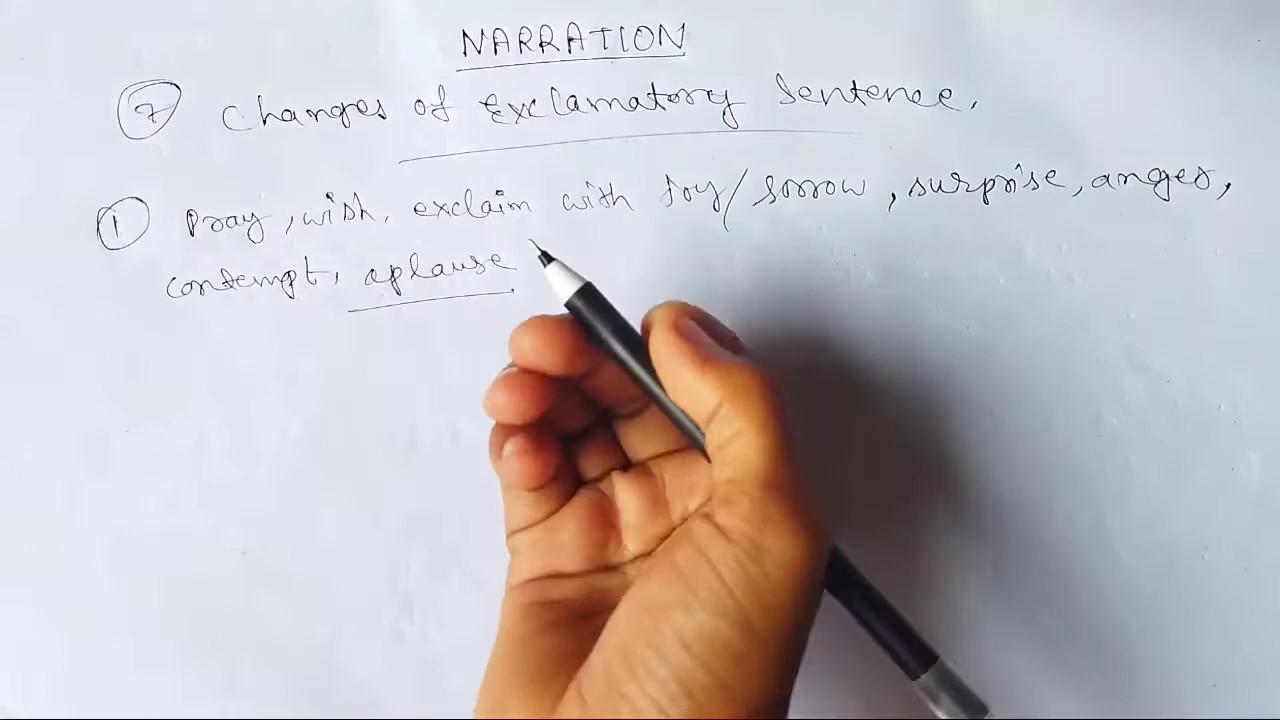 NARRATION
7 Changes of Exclamatory Sentence.
1 Pray, wish, exclaim with joy/sorrow, surprise, anger,
contempt, aplause